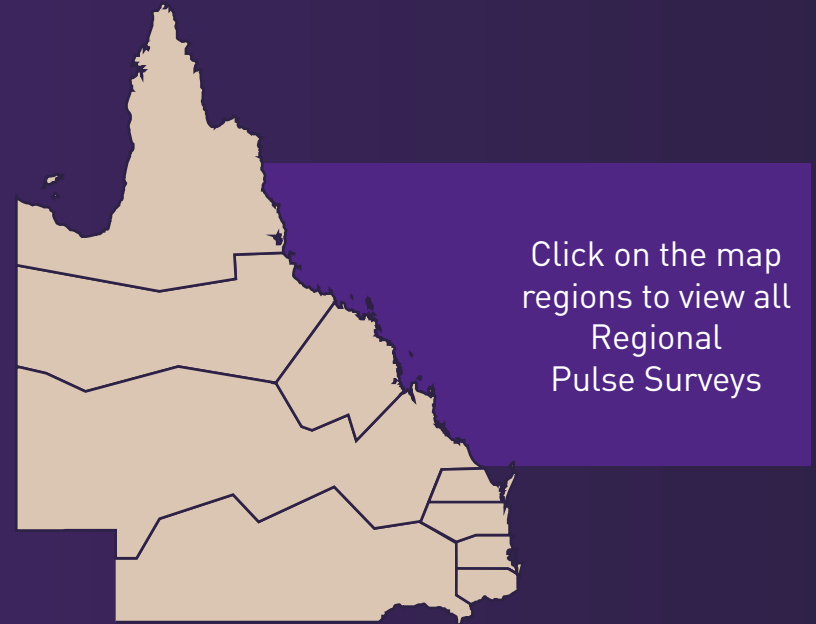 Click on the map
regions to view all
Regional
Pulse Surveys